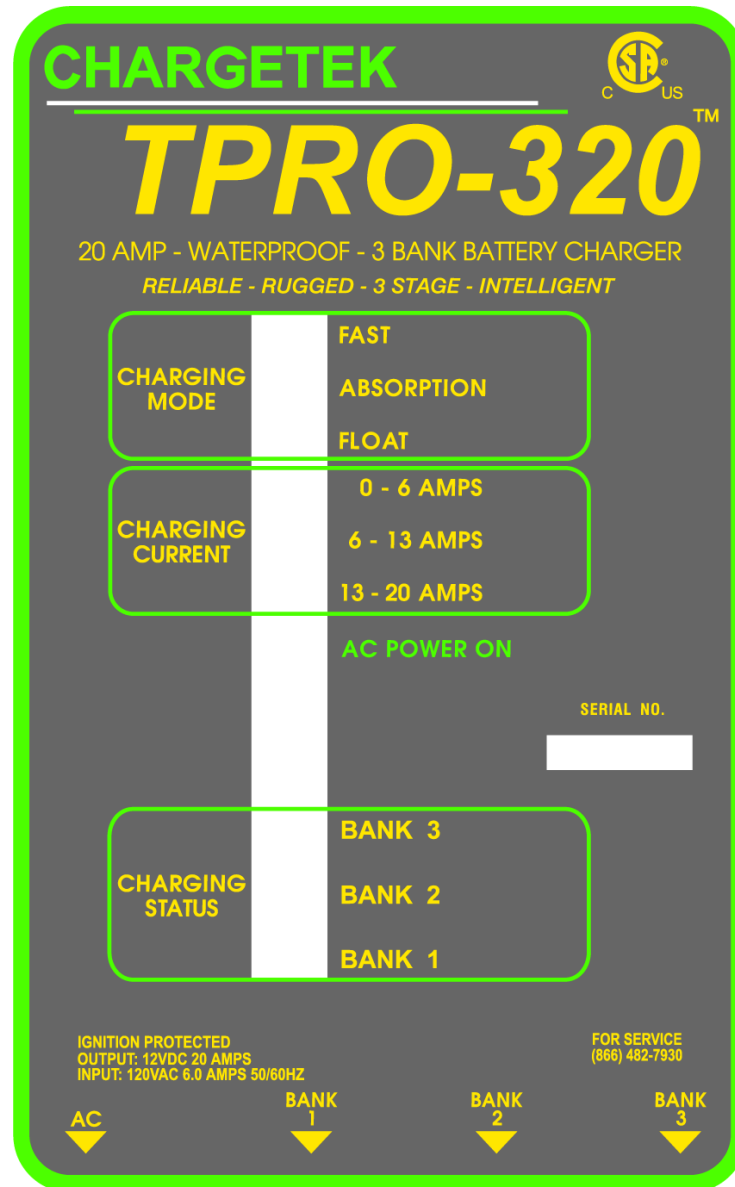 CHARGETEK
CSA®
C US
TPRO-320™
20 AMP - WATERPROOF - 3 BANK BATTERY CHARGER
RELIABLE - RUGGED - 3 STAGE - INTELLIGENT
CHARGING
MODE
FAST
ABSORPTION
FLOAT
CHARGING
CURRENT
0 - 6 AMPS
6 - 13 AMPS
13 - 20 AMPS
AC POWER ON
SERIAL NO.
CHARGING
STATUS
BANK 3
BANK 2
BANK 1
IGNITION PROTECTED
OUTPUT: 12VDC 20 AMPS
INPUT: 120VAC 6.0 AMPS 50/60HZ
FOR SERVICE
(866) 482-7930
AC
BANK
1
BANK
2
BANK
3